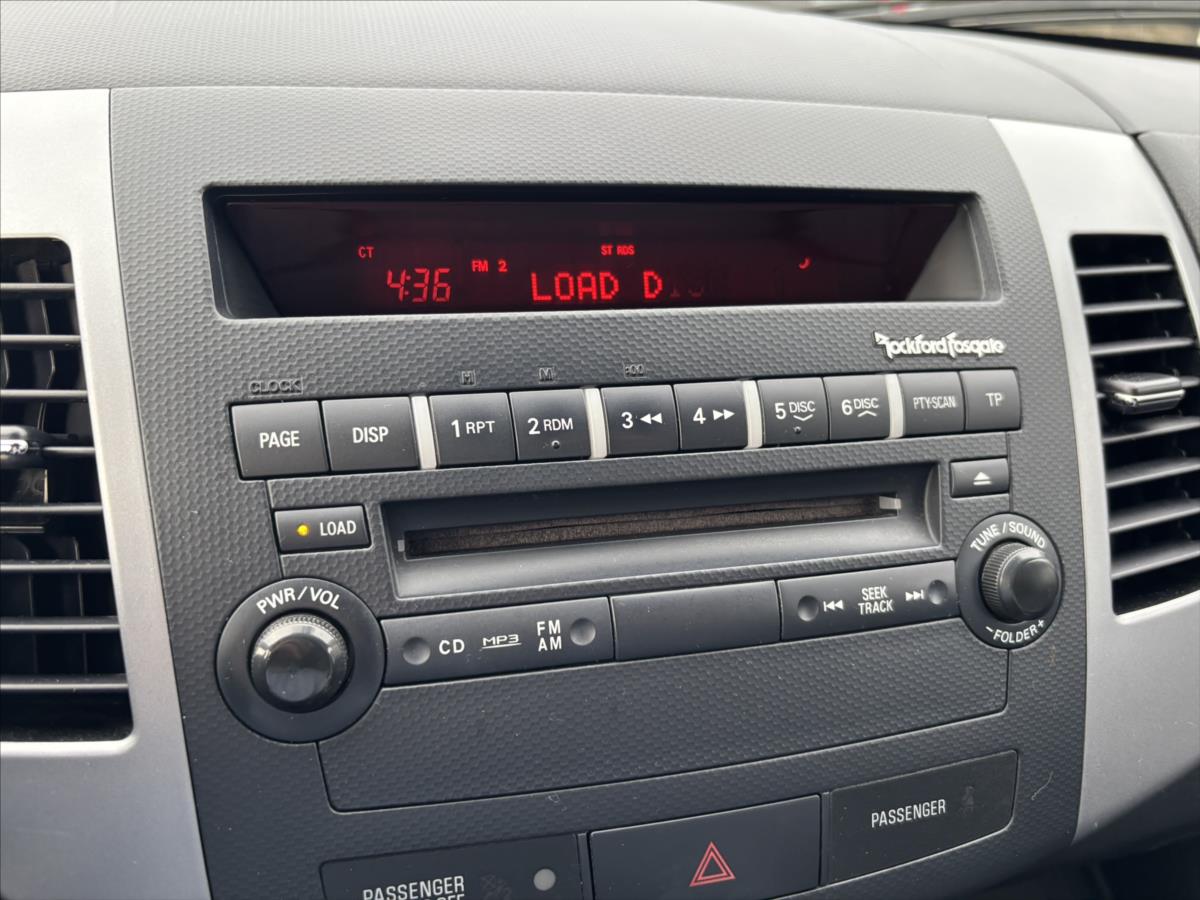 CT
ST RDS
4:36 FM 2 LOAD D
Rockford Fosgate
CLOCK H M :00
PAGE DISP 1 RPT 2 RDM 3 4 5 DISC 6 DISC PTY-SCAN TP
LOAD
TUNE / SOUND
PWR/VOL
CD MP3 FM AM
SEEK TRACK
- FOLDER +
PASSENGER
PASSENGER